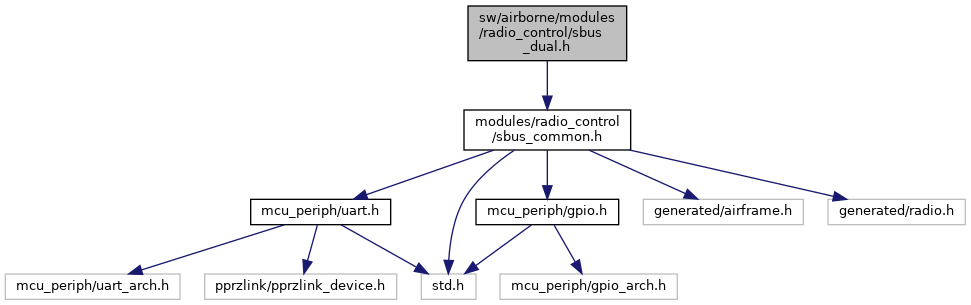 sw/airborne/modules
/radio_control/sbus
_dual.h
modules/radio_control
/sbus_common.h
mcu_periph/uart.h
mcu_periph/gpio.h
generated/airframe.h
generated/radio.h
mcu_periph/uart_arch.h
pprzlink/pprzlink_device.h
std.h
mcu_periph/gpio_arch.h